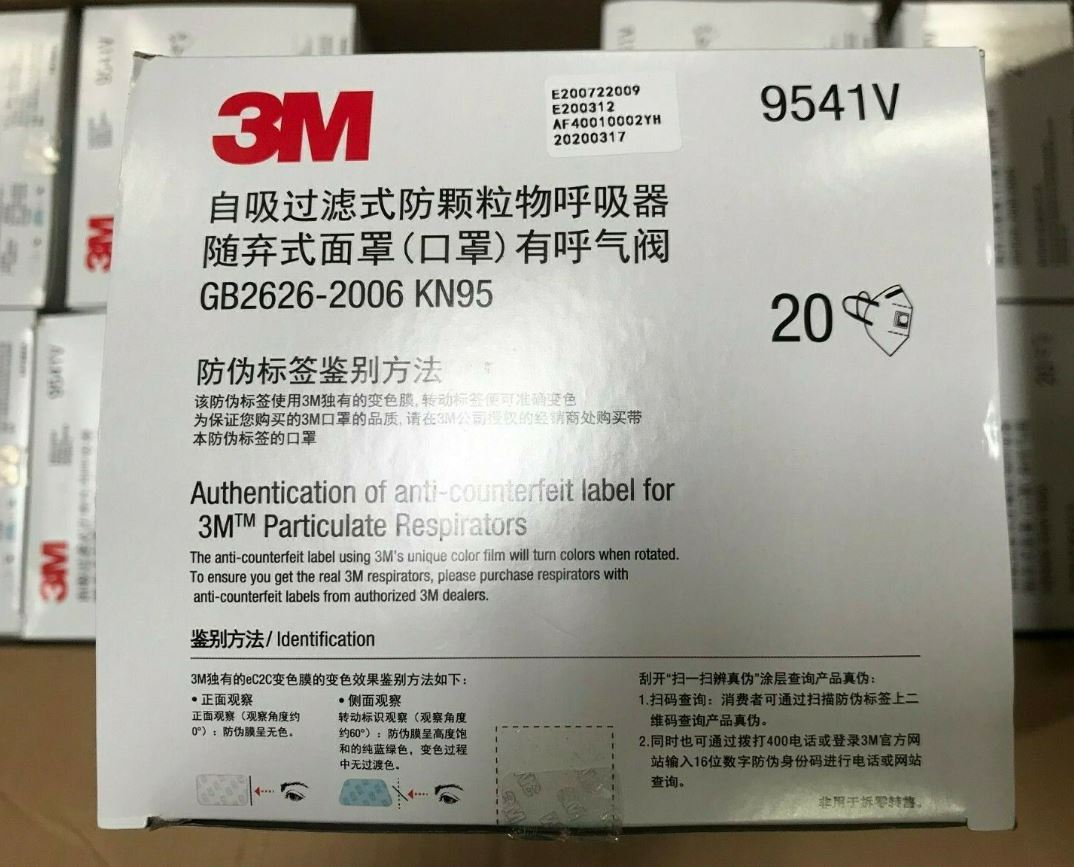 3M
E200722009
E200312
AF40010002YH
20200317
9541V
自吸过滤式防颗粒物呼吸器
随弃式面罩(口罩)有呼气阀
GB2626-2006 KN95
20
防伪标签鉴别方法
该防伪标签使用3M独有的变色膜, 转动标签便可准确变色
为保证您购买的3M口罩的品质, 请在3M公司授权的经销商处购买带
本防伪标签的口罩
Authentication of anti-counterfeit label for
3M™ Particulate Respirators
The anti-counterfeit label using 3M's unique color film will turn colors when rotated.
To ensure you get the real 3M respirators, please purchase respirators with
anti-counterfeit labels from authorized 3M dealers.
鉴别方法/ Identification
3M独有的eC2C变色膜的变色效果鉴别方法如下:
• 正面观察
正面观察（观察角度约
0°）: 防伪膜呈无色。
• 侧面观察
转动标识观察（观察角度
约60°）: 防伪膜呈高度饱
和的纯蓝绿色，变色过程
中无过渡色。
刮开“扫一扫辨真伪”涂层查询产品真伪:
1.扫码查询: 消费者可通过扫描防伪标签上二
维码查询产品真伪。
2.同时也可通过拨打400电话或登录3M官方网
站输入16位数字防伪身份码进行电话或网站
查询。
非用于拆零转售。
9541V
3M
9541V
3M